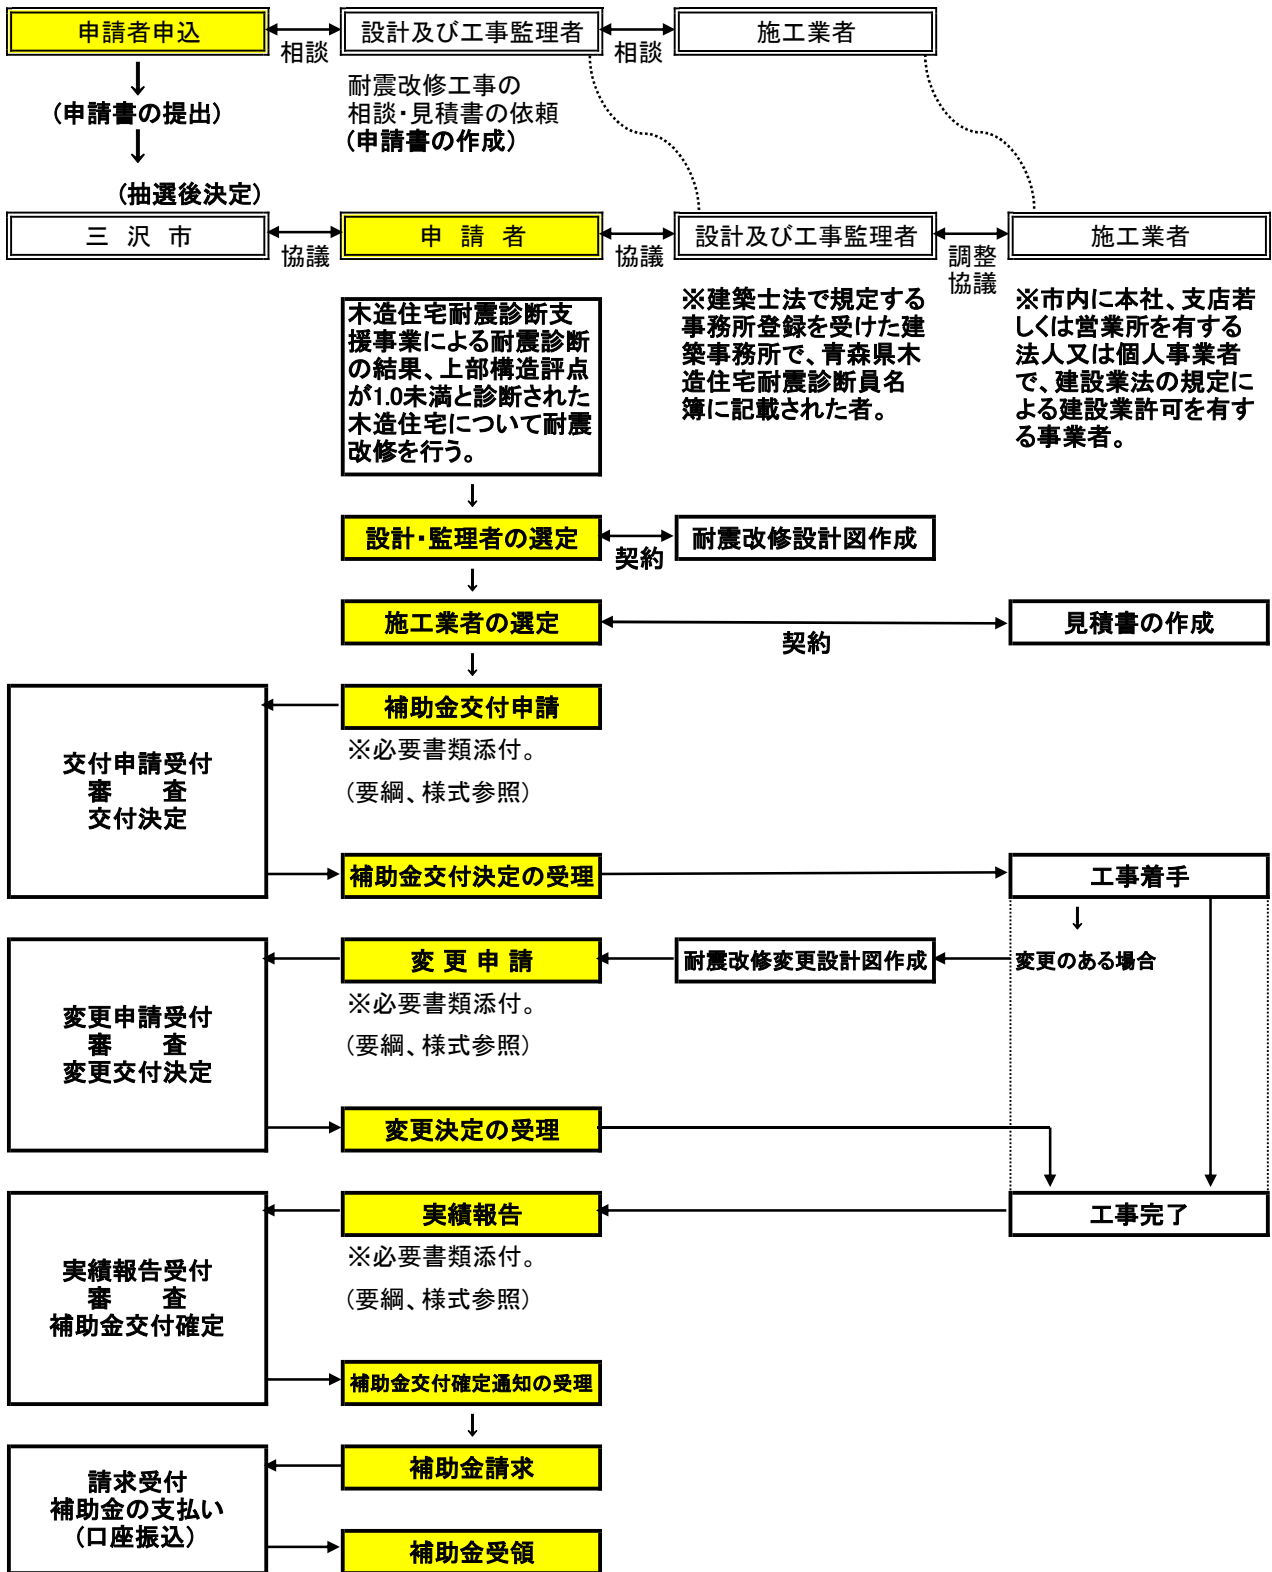 申請者申込
相談
設計及び工事監理者
相談
施工業者
↓
(申請書の提出)
↓
(抽選後決定)
耐震改修工事の
相談・見積書の依頼
(申請書の作成)
三 沢 市
協議
申 請 者
協議
設計及び工事監理者
調整
協議
施工業者
木造住宅耐震診断支
援事業による耐震診断
の結果、上部構造評点
が1.0未満と診断された
木造住宅について耐震
改修を行う。
※建築士法で規定する
事務所登録を受けた建
築事務所で、青森県木
造住宅耐震診断員名
簿に記載された者。
※市内に本社、支店若
しくは営業所を有する
法人又は個人事業者
で、建設業法の規定に
よる建設業許可を有す
る事業者。
↓
設計・監理者の選定
契約
耐震改修設計図作成
↓
施工業者の選定
契約
見積書の作成
↓
補助金交付申請
※必要書類添付。
(要綱、様式参照)
交付申請受付
審　　査
交付決定
補助金交付決定の受理
工事着手
↓
変更のある場合
耐震改修変更設計図作成
変 更 申 請
※必要書類添付。
(要綱、様式参照)
変更申請受付
審　　査
変更交付決定
変更決定の受理
工事完了
実績報告
※必要書類添付。
(要綱、様式参照)
実績報告受付
審　　査
補助金交付確定
補助金交付確定通知の受理
↓
補助金請求
請求受付
補助金の支払い
(口座振込)
補助金受領